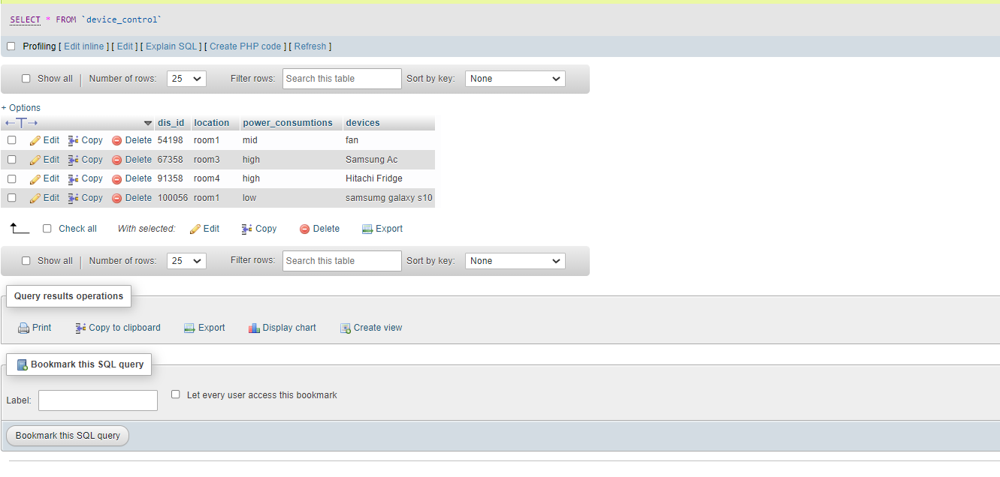 SELECT * FROM `device_control`
Profiling [ Edit inline ] [ Edit ] [ Explain SQL ] [ Create PHP code ] [ Refresh ]
Show all Number of rows: 25 Filter rows: Search this table Sort by key: None
+ Options
←T→ dis_id location power_consumtions devices
Edit Copy Delete 54198 room1 mid fan
Edit Copy Delete 67358 room3 high Samsung Ac
Edit Copy Delete 91358 room4 high Hitachi Fridge
Edit Copy Delete 100056 room1 low samsumg galaxy s10
Check all With selected: Edit Copy Delete Export
Show all Number of rows: 25 Filter rows: Search this table Sort by key: None
Query results operations
Print Copy to clipboard Export Display chart Create view
Bookmark this SQL query
Label: Let every user access this bookmark
Bookmark this SQL query